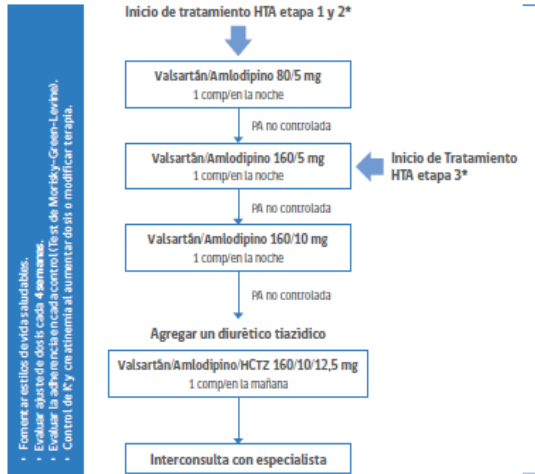 Inicio de tratamiento HTA etapa 1 y 2*
Valsartán/Amlodipino 80/5 mg
1 comp/en la noche
PA no controlada
Valsartán/Amlodipino 160/5 mg
1 comp/en la noche
Inicio de Tratamiento
HTA etapa 3*
PA no controlada
Valsartán/Amlodipino 160/10 mg
1 comp/en la noche
PA no controlada
Agregar un diurético tiazídico
Valsartán/Amlodipino/HCTZ 160/10/12,5 mg
1 comp/en la mañana
Interconsulta con especialista
• Fomentar estilos de vida saludables.
• Evaluar ajuste de dosis cada 4 semanas.
• Evaluar la adherencia en cada control (Test de Morisky-Green-Levine).
• Control de K⁺ y creatinemia al aumentar dosis o modificar terapia.